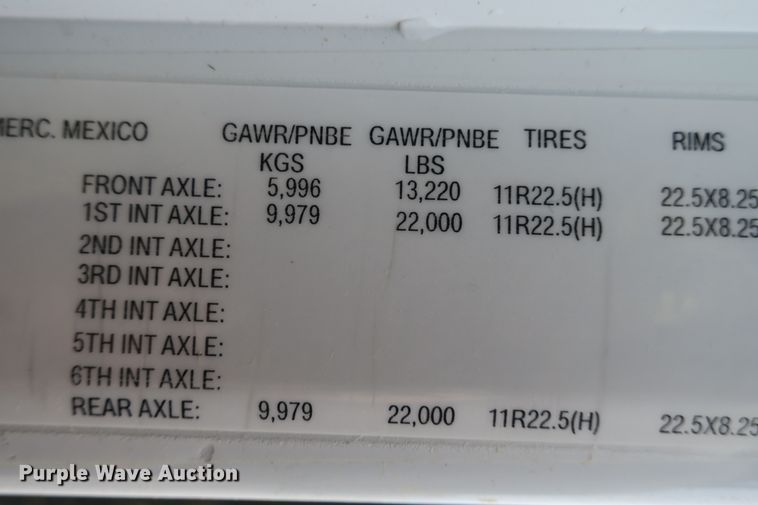 MERC. MEXICO GAWR/PNBE GAWR/PNBE TIRES RIMS
KGS LBS
FRONT AXLE: 5,996 13,220 11R22.5(H) 22.5X8.25
1ST INT AXLE: 9,979 22,000 11R22.5(H) 22.5X8.25
2ND INT AXLE:
3RD INT AXLE:
4TH INT AXLE:
5TH INT AXLE:
6TH INT AXLE:
REAR AXLE: 9,979 22,000 11R22.5(H) 22.5X8.25
Purple Wave Auction